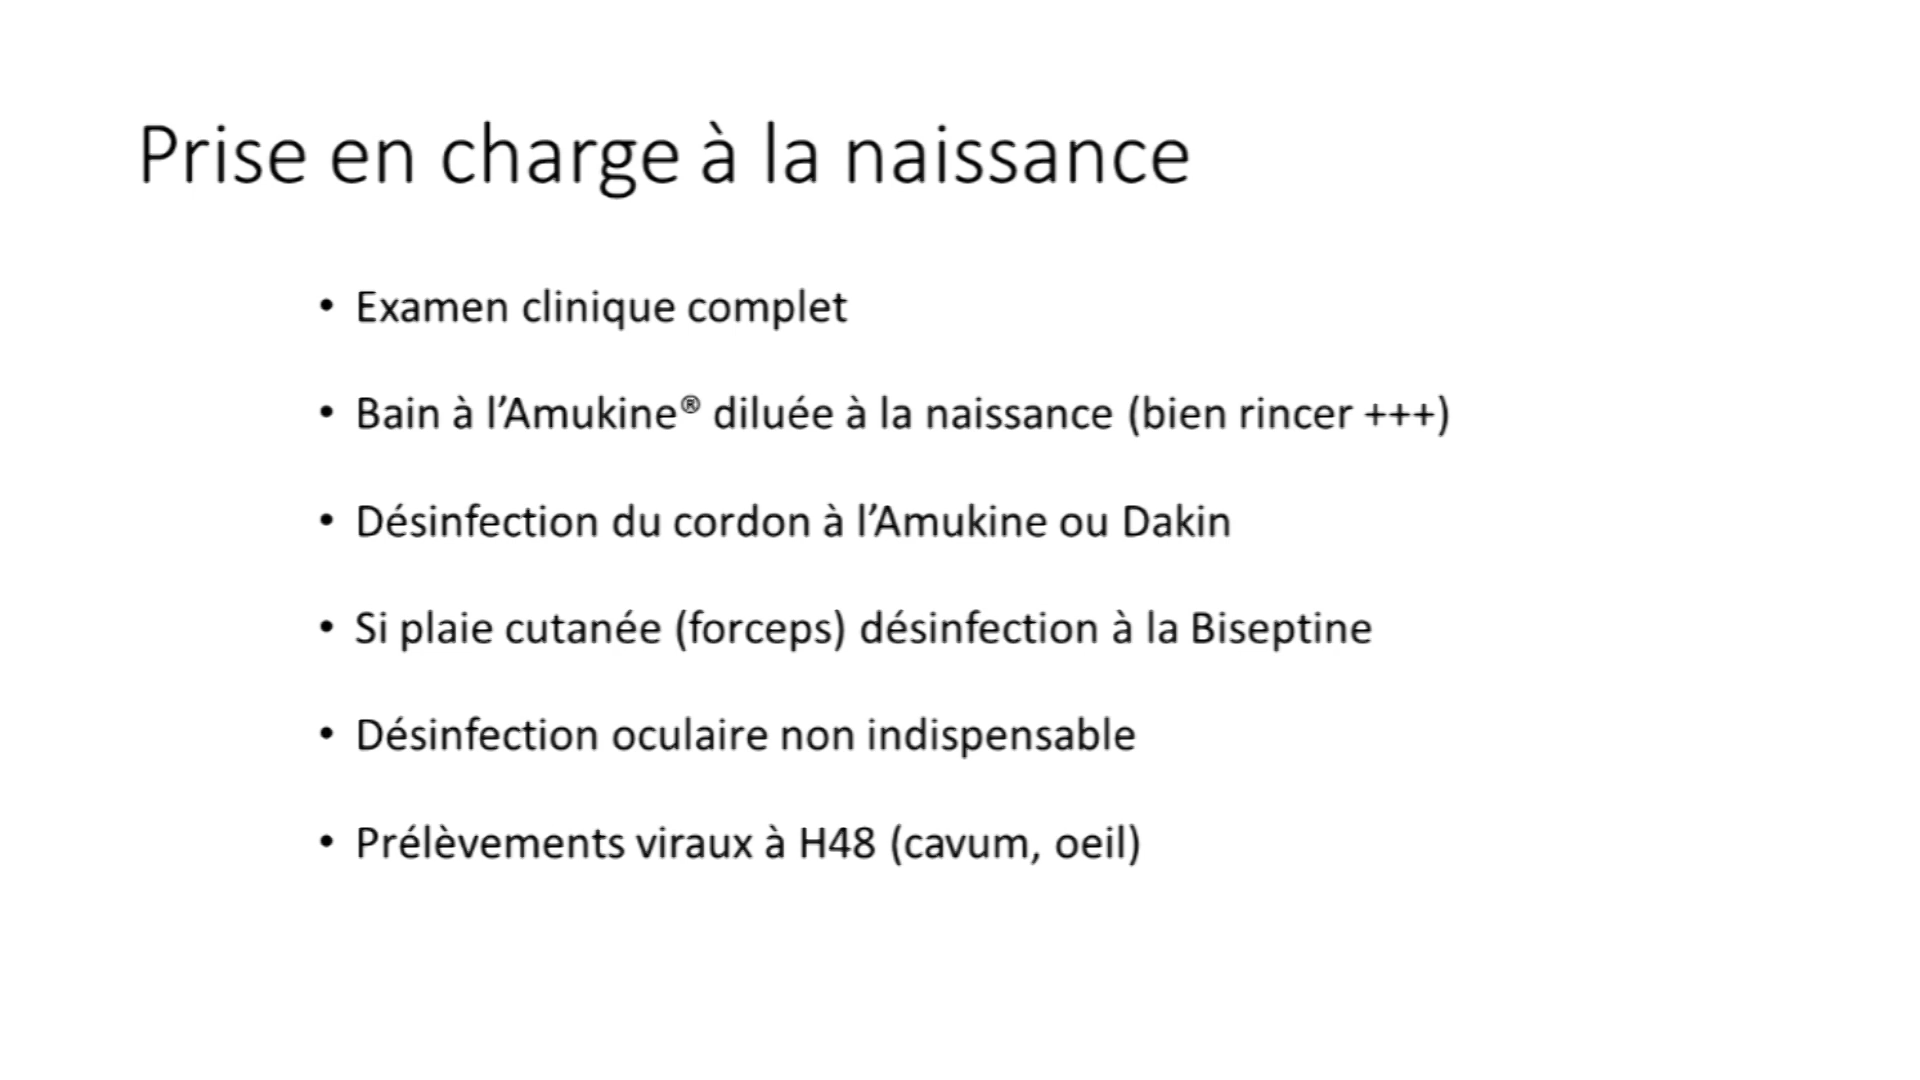 Prise en charge à la naissance
• Examen clinique complet
• Bain à l’Amukine® diluée à la naissance (bien rincer +++)
• Désinfection du cordon à l’Amukine ou Dakin
• Si plaie cutanée (forceps) désinfection à la Biseptine
• Désinfection oculaire non indispensable
• Prélèvements viraux à H48 (cavum, oeil)